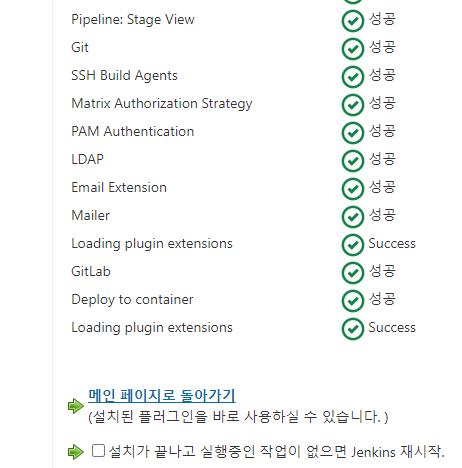 Pipeline: Stage View 성공
Git 성공
SSH Build Agents 성공
Matrix Authorization Strategy 성공
PAM Authentication 성공
LDAP 성공
Email Extension 성공
Mailer 성공
Loading plugin extensions Success
GitLab 성공
Deploy to container 성공
Loading plugin extensions Success
메인 페이지로 돌아가기
(설치된 플러그인을 바로 사용하실 수 있습니다. )
설치가 끝나고 실행중인 작업이 없으면 Jenkins 재시작.